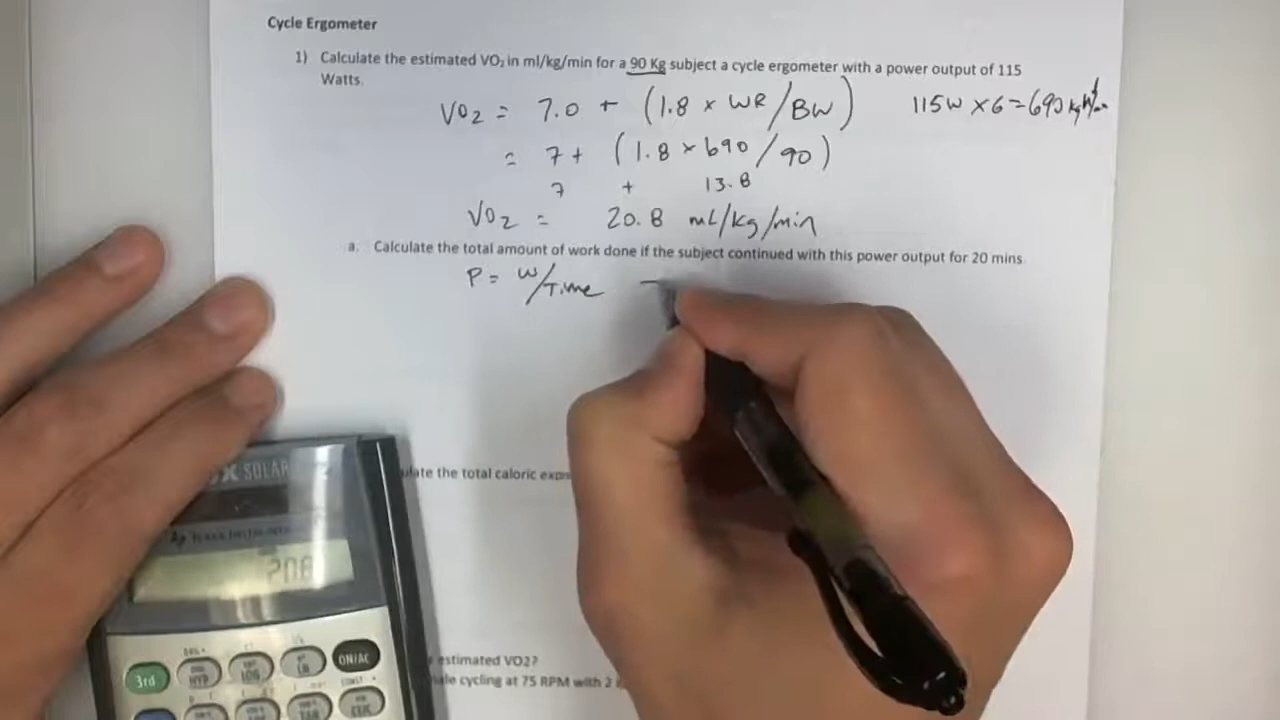 Cycle Ergometer
1) Calculate the estimated VO₂ in ml/kg/min for a 90 Kg subject a cycle ergometer with a power output of 115
Watts.
VO₂ = 7.0 + (1.8 × WR/BW) 115W × 6 = 690
= 7 + (1.8 × 690/90)
7 + 13.8
VO₂ = 20.8 mL/kg/min
a. Calculate the total amount of work done if the subject continued with this power output for 20 mins.
P = W/Time
the total caloric
SOLAR
208
estimated VO2?
cycling at 75 RPM with 2
3rd
HYP
LOG
ON/AC